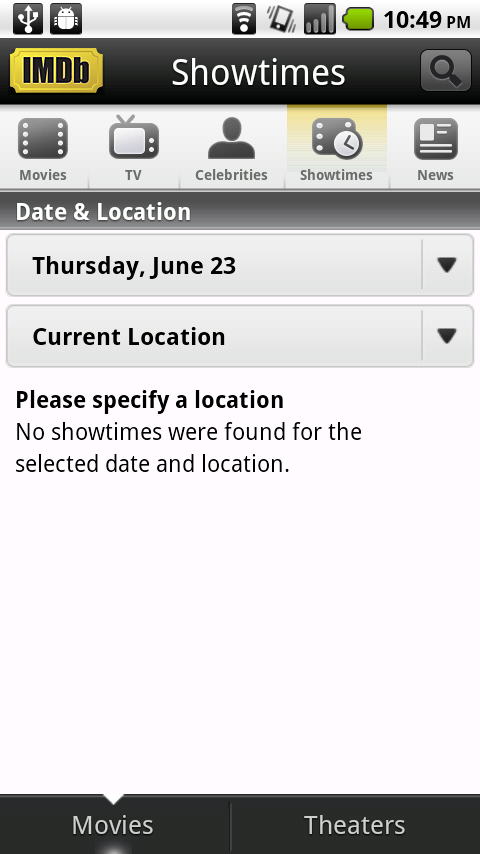 10:49 PM
IMDb
Showtimes
Movies
TV
Celebrities
Showtimes
News
Date & Location
Thursday, June 23
Current Location
Please specify a location
No showtimes were found for the
selected date and location.
Movies
Theaters